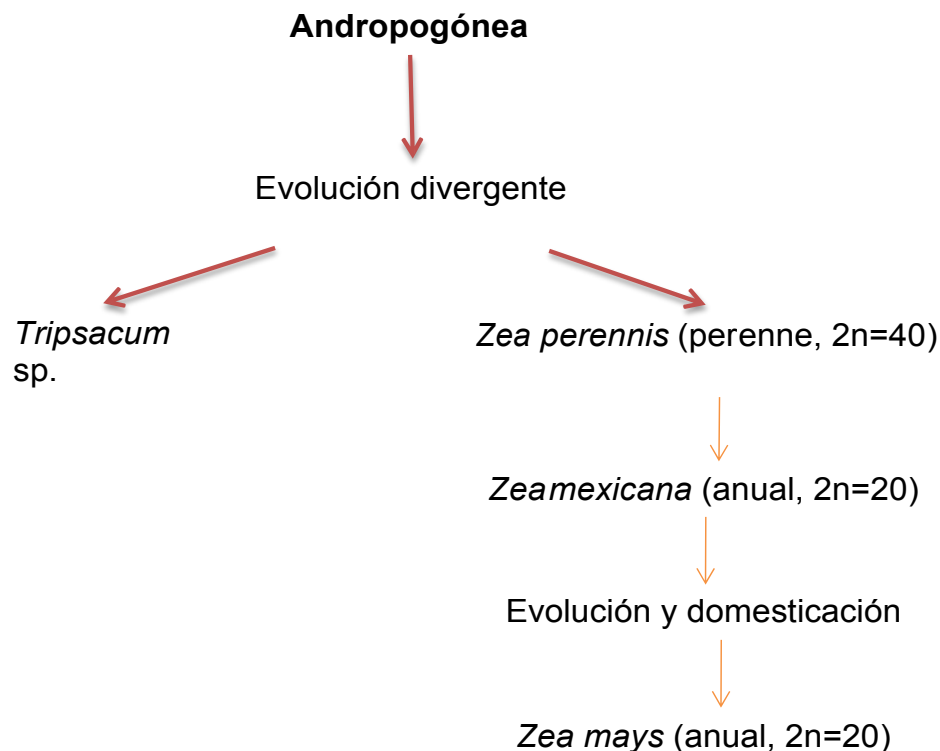 Andropogónea
Evolución divergente
Tripsacum
sp.
Zea perennis (perenne, 2n=40)
Zeamexicana (anual, 2n=20)
Evolución y domesticación
Zea mays (anual, 2n=20)